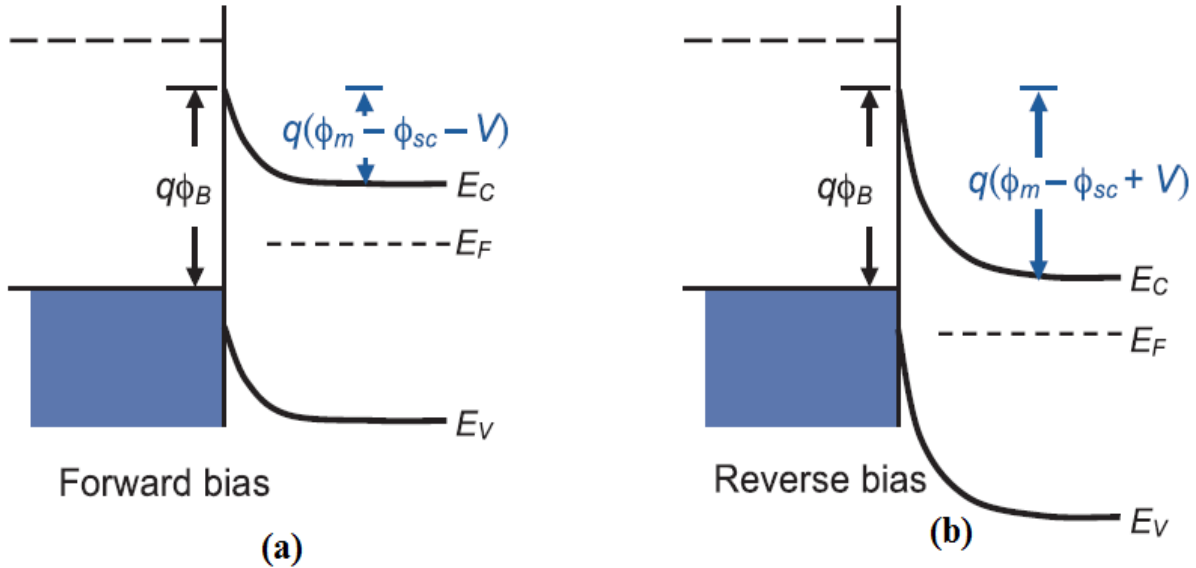 q(ϕm – ϕsc – V)
qϕB
EC
EF
EV
Forward bias
(a)
qϕB
q(ϕm – ϕsc + V)
EC
EF
EV
Reverse bias
(b)